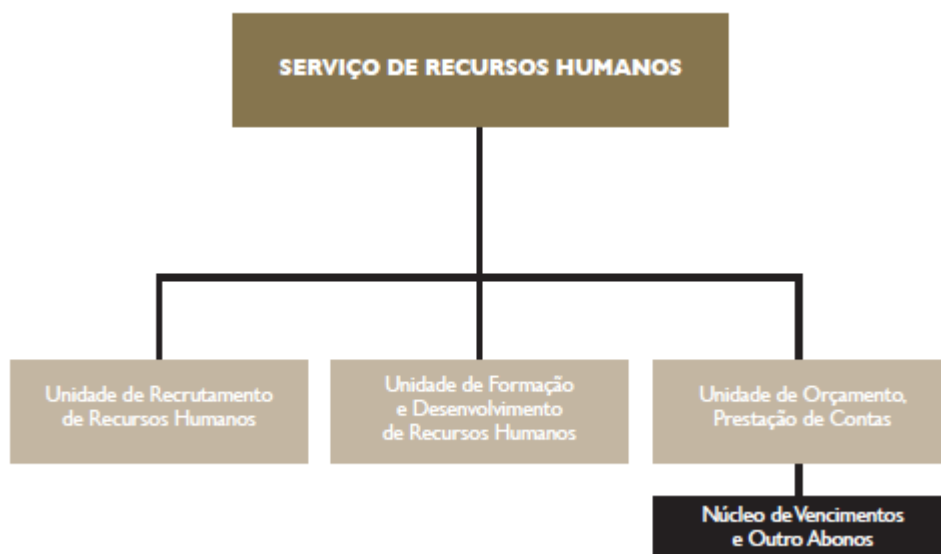 SERVIÇO DE RECURSOS HUMANOS
Unidade de Recrutamento
de Recursos Humanos
Unidade de Formação
e Desenvolvimento
de Recursos Humanos
Unidade de Orçamento,
Prestação de Contas
Núcleo de Vencimentos
e Outro Abonos